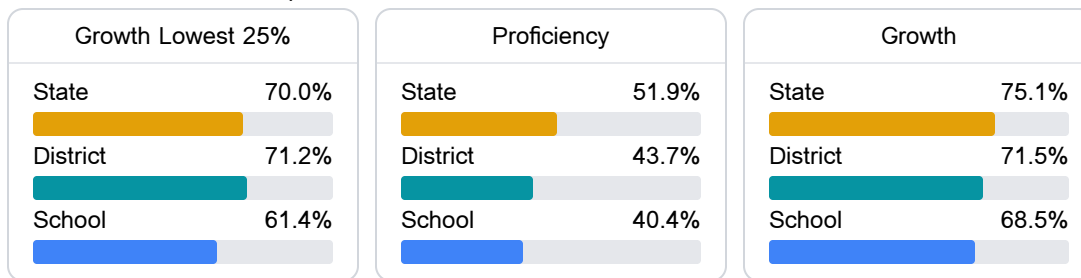 Growth Lowest 25%
State 70.0%
District 71.2%
School 61.4%
Proficiency
State 51.9%
District 43.7%
School 40.4%
Growth
State 75.1%
District 71.5%
School 68.5%